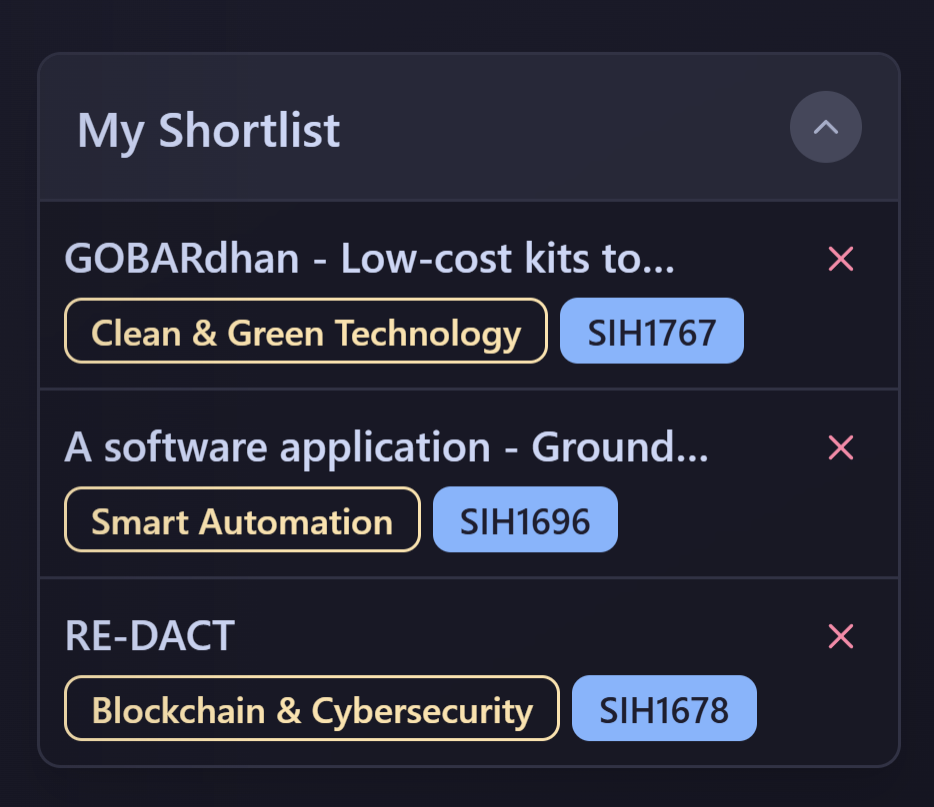 My Shortlist
GOBARdhan - Low-cost kits to...
Clean & Green Technology SIH1767
A software application - Ground...
Smart Automation SIH1696
RE-DACT
Blockchain & Cybersecurity SIH1678